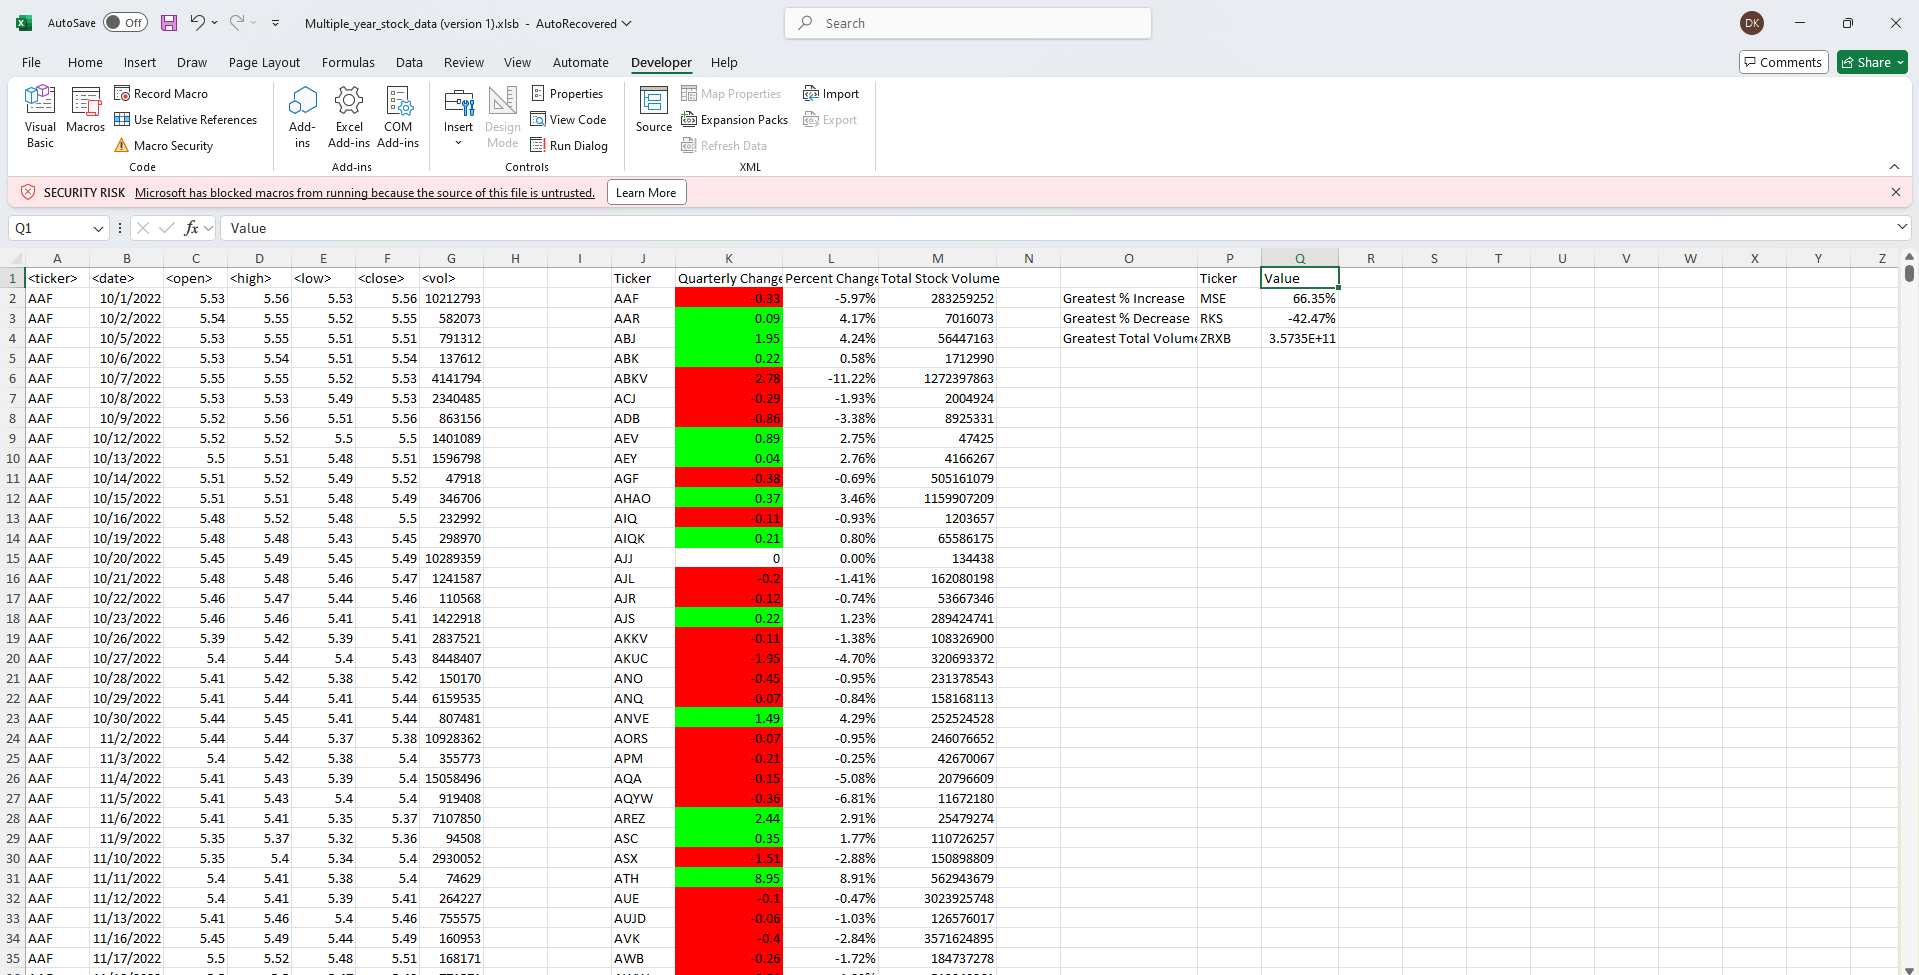 AutoSave Off Multiple_year_stock_data (version 1).xlsb - AutoRecovered Search DK
File Home Insert Draw Page Layout Formulas Data Review View Automate Developer Help Comments Share
Visual Basic Macros Record Macro Use Relative References Macro Security Code
Add-ins Excel Add-ins COM Add-ins Add-ins
Insert Design Mode Properties View Code Run Dialog Controls
Source Map Properties Expansion Packs Refresh Data Import Export XML
SECURITY RISK Microsoft has blocked macros from running because the source of this file is untrusted. Learn More
Q1 fx Value
A B C D E F G H I J K L M N O P Q R S T U V W X Y Z
1 <ticker> <date> <open> <high> <low> <close> <vol> Ticker Quarterly Change Percent Change Total Stock Volume Ticker Value
2 AAF 10/1/2022 5.53 5.56 5.53 5.56 10212793 AAF -0.33 -5.97% 283259252 Greatest % Increase MSE 66.35%
3 AAF 10/2/2022 5.54 5.55 5.52 5.55 582073 AAR 0.09 4.17% 7016073 Greatest % Decrease RKS -42.47%
4 AAF 10/5/2022 5.53 5.55 5.51 5.51 791312 ABJ 1.95 4.24% 56447163 Greatest Total Volume ZRXB 3.5735E+11
5 AAF 10/6/2022 5.53 5.54 5.51 5.54 137612 ABK 0.22 0.58% 1712990
6 AAF 10/7/2022 5.55 5.55 5.52 5.53 4141794 ABKV -2.78 -11.22% 1272397863
7 AAF 10/8/2022 5.53 5.53 5.49 5.53 2340485 ACJ -0.29 -1.93% 2004924
8 AAF 10/9/2022 5.52 5.56 5.51 5.56 863156 ADB -0.86 -3.38% 8925331
9 AAF 10/12/2022 5.52 5.52 5.5 5.5 1401089 AEV 0.89 2.75% 47425
10 AAF 10/13/2022 5.5 5.51 5.48 5.51 1596798 AEY 0.04 2.76% 4166267
11 AAF 10/14/2022 5.51 5.52 5.49 5.52 47918 AGF -0.38 -0.69% 505161079
12 AAF 10/15/2022 5.51 5.51 5.48 5.49 346706 AHAO 0.37 3.46% 1159907209
13 AAF 10/16/2022 5.48 5.52 5.48 5.5 232992 AIQ -0.11 -0.93% 1203657
14 AAF 10/19/2022 5.48 5.48 5.43 5.45 298970 AIQK 0.21 0.80% 65586175
15 AAF 10/20/2022 5.45 5.49 5.45 5.49 10289359 AJJ 0 0.00% 134438
16 AAF 10/21/2022 5.48 5.48 5.46 5.47 1241587 AJL -0.2 -1.41% 162080198
17 AAF 10/22/2022 5.46 5.47 5.44 5.46 110568 AJR -0.12 -0.74% 53667346
18 AAF 10/23/2022 5.46 5.46 5.41 5.41 1422918 AJS 0.22 1.23% 289424741
19 AAF 10/26/2022 5.39 5.42 5.39 5.41 2837521 AKKV -0.11 -1.38% 108326900
20 AAF 10/27/2022 5.4 5.44 5.4 5.43 8448407 AKUC -1.95 -4.70% 320693372
21 AAF 10/28/2022 5.41 5.42 5.38 5.42 150170 ANO -0.45 -0.95% 231378543
22 AAF 10/29/2022 5.41 5.44 5.41 5.44 6159535 ANQ -0.07 -0.84% 158168113
23 AAF 10/30/2022 5.44 5.45 5.41 5.44 807481 ANVE 1.49 4.29% 252524528
24 AAF 11/2/2022 5.44 5.44 5.37 5.38 10928362 AORS -0.07 -0.95% 246076652
25 AAF 11/3/2022 5.4 5.42 5.38 5.4 355773 APM -0.21 -0.25% 42670067
26 AAF 11/4/2022 5.41 5.43 5.39 5.4 15058496 AQA -0.15 -5.08% 20796609
27 AAF 11/5/2022 5.41 5.43 5.4 5.4 919408 AQYW -0.36 -6.81% 11672180
28 AAF 11/6/2022 5.41 5.41 5.35 5.37 7107850 AREZ 2.44 2.91% 25479274
29 AAF 11/9/2022 5.35 5.37 5.32 5.36 94508 ASC 0.35 1.77% 110726257
30 AAF 11/10/2022 5.35 5.4 5.34 5.4 2930052 ASX -1.51 -2.88% 150898809
31 AAF 11/11/2022 5.4 5.41 5.38 5.4 74629 ATH 8.95 8.91% 562943679
32 AAF 11/12/2022 5.4 5.41 5.39 5.41 264227 AUE -0.1 -0.47% 3023925748
33 AAF 11/13/2022 5.41 5.46 5.4 5.46 755575 AUJD -0.06 -1.03% 126576017
34 AAF 11/16/2022 5.45 5.49 5.44 5.49 160953 AVK -0.4 -2.84% 3571624895
35 AAF 11/17/2022 5.5 5.52 5.48 5.51 168171 AWB -0.26 -1.72% 184737278